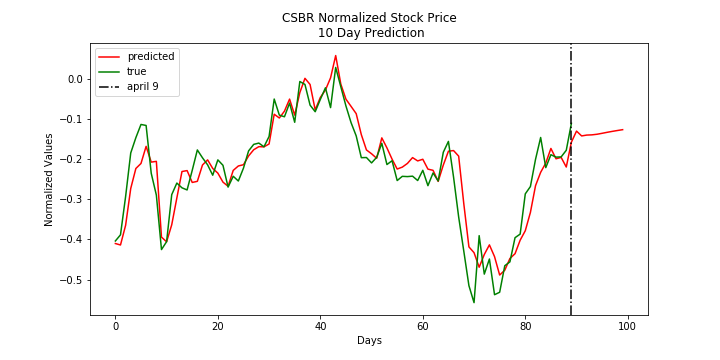 CSBR Normalized Stock Price
10 Day Prediction
predicted
true
april 9
Normalized Values
0.0
−0.1
−0.2
−0.3
−0.4
−0.5
0 20 40 60 80 100
Days